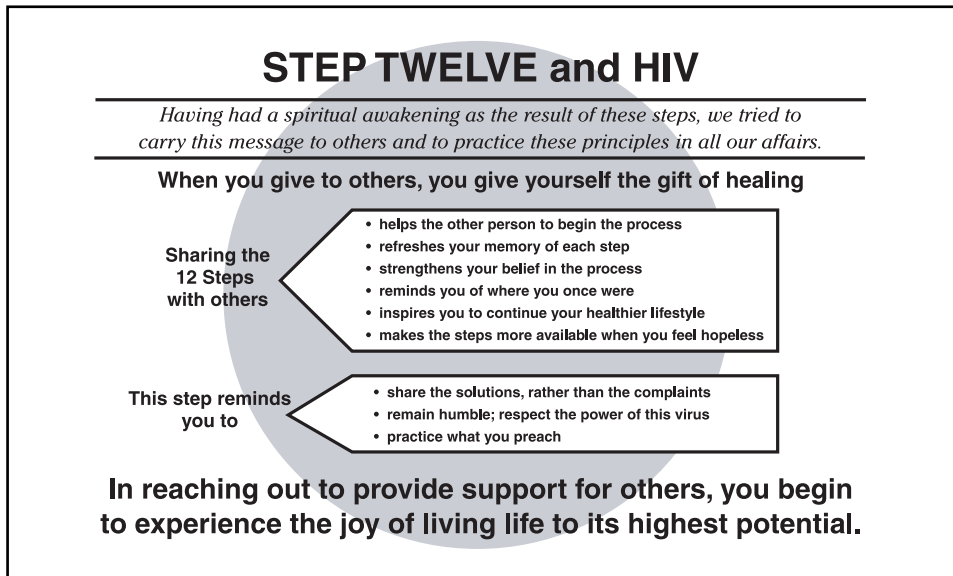 STEP TWELVE and HIV
Having had a spiritual awakening as the result of these steps, we tried to
carry this message to others and to practice these principles in all our affairs.
When you give to others, you give yourself the gift of healing
Sharing the
12 Steps
with others
• helps the other person to begin the process
• refreshes your memory of each step
• strengthens your belief in the process
• reminds you of where you once were
• inspires you to continue your healthier lifestyle
• makes the steps more available when you feel hopeless
This step reminds
you to
• share the solutions, rather than the complaints
• remain humble; respect the power of this virus
• practice what you preach
In reaching out to provide support for others, you begin
to experience the joy of living life to its highest potential.